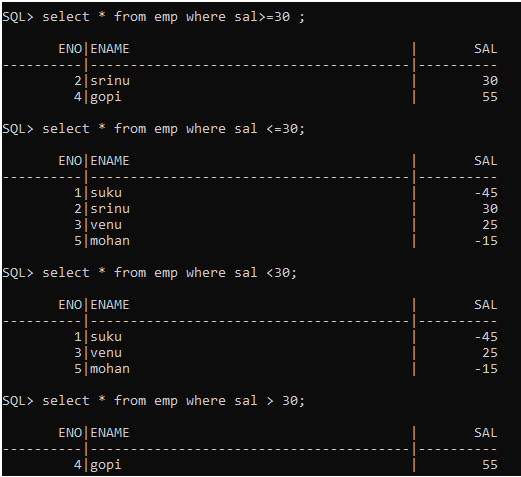 SQL> select * from emp where sal>=30 ;
ENO|ENAME | SAL
----------|----------------------------------------|----------
2|srinu | 30
4|gopi | 55
SQL> select * from emp where sal <=30;
ENO|ENAME | SAL
----------|----------------------------------------|----------
1|suku | -45
2|srinu | 30
3|venu | 25
5|mohan | -15
SQL> select * from emp where sal <30;
ENO|ENAME | SAL
----------|----------------------------------------|----------
1|suku | -45
3|venu | 25
5|mohan | -15
SQL> select * from emp where sal > 30;
ENO|ENAME | SAL
----------|----------------------------------------|----------
4|gopi | 55